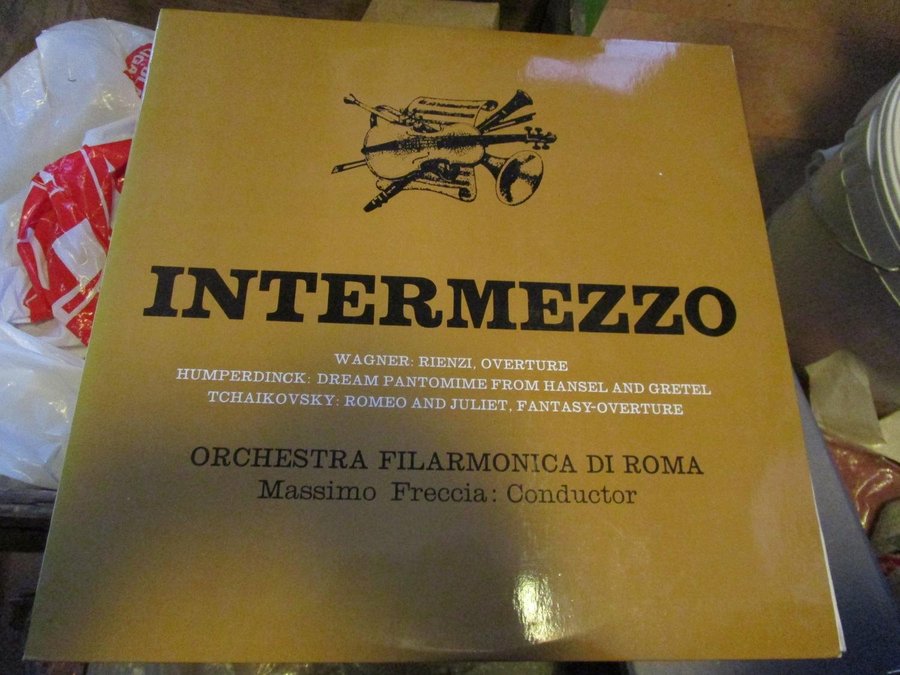 INTERMEZZO
WAGNER: RIENZI, OVERTURE
HUMPERDINCK: DREAM PANTOMIME FROM HANSEL AND GRETEL
TCHAIKOVSKY: ROMEO AND JULIET, FANTASY-OVERTURE
ORCHESTRA FILARMONICA DI ROMA
Massimo Freccia: Conductor